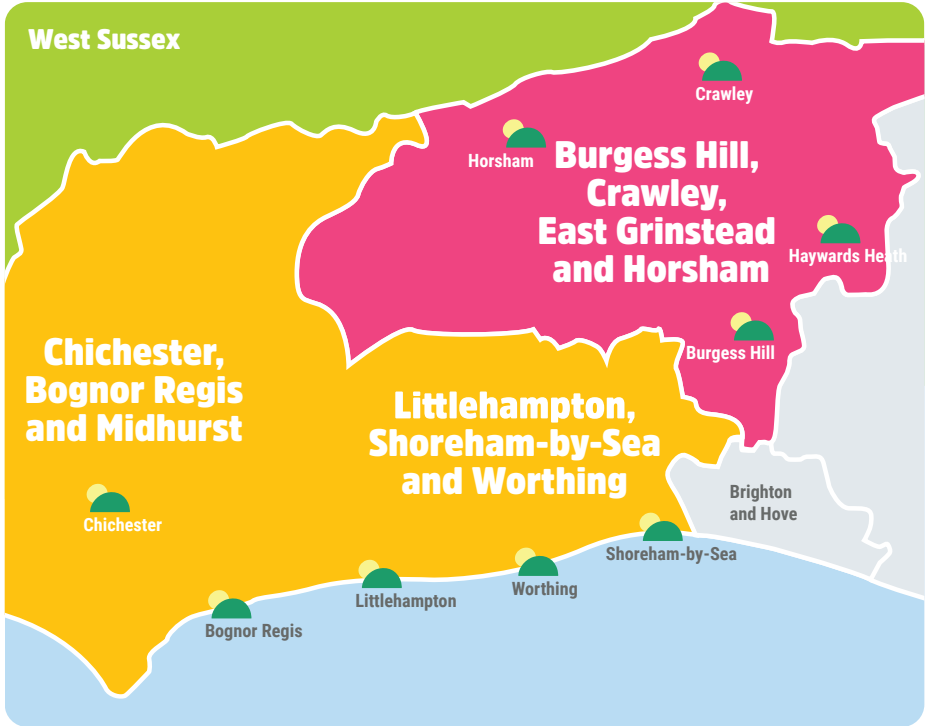 West Sussex
Crawley
Horsham
Burgess Hill,
Crawley,
East Grinstead
and Horsham
Haywards Heath
Burgess Hill
Chichester,
Bognor Regis
and Midhurst
Littlehampton,
Shoreham-by-Sea
and Worthing
Brighton
and Hove
Chichester
Shoreham-by-Sea
Worthing
Littlehampton
Bognor Regis